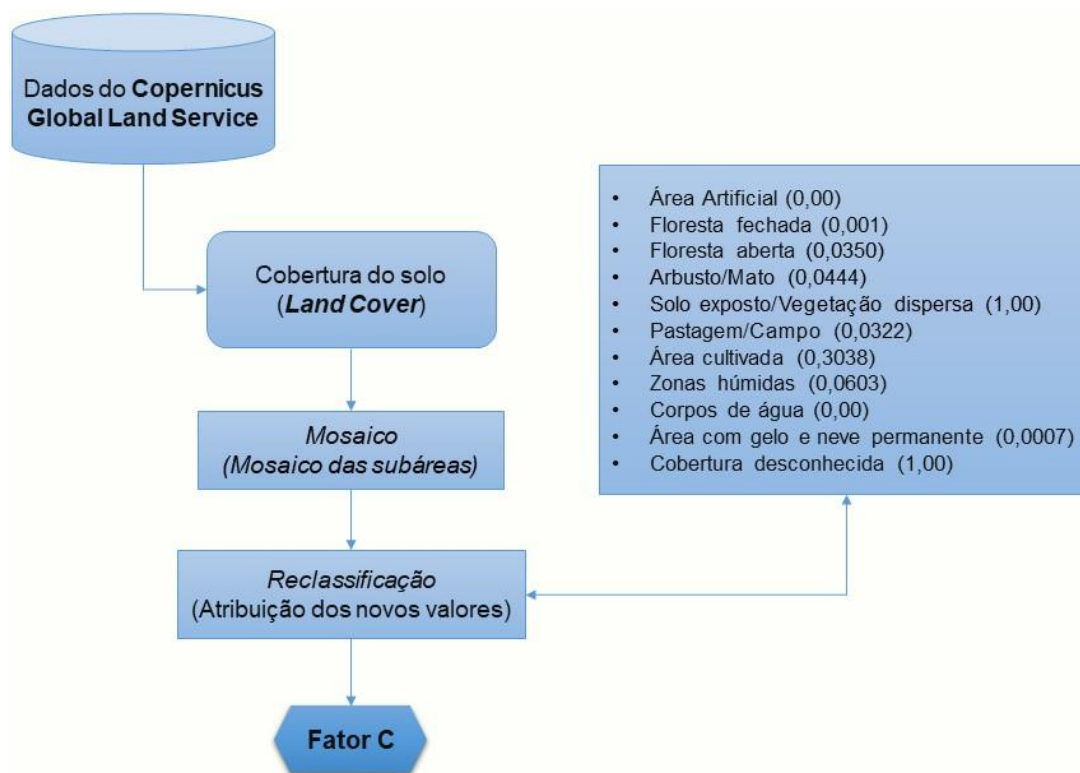 Dados do Copernicus
Global Land Service
Cobertura do solo
(Land Cover)
Mosaico
(Mosaico das subáreas)
Reclassificação
(Atribuição dos novos valores)
Fator C
• Área Artificial (0,00)
• Floresta fechada (0,001)
• Floresta aberta (0,0350)
• Arbusto/Mato (0,0444)
• Solo exposto/Vegetação dispersa (1,00)
• Pastagem/Campo (0,0322)
• Área cultivada (0,3038)
• Zonas húmidas (0,0603)
• Corpos de água (0,00)
• Área com gelo e neve permanente (0,0007)
• Cobertura desconhecida (1,00)